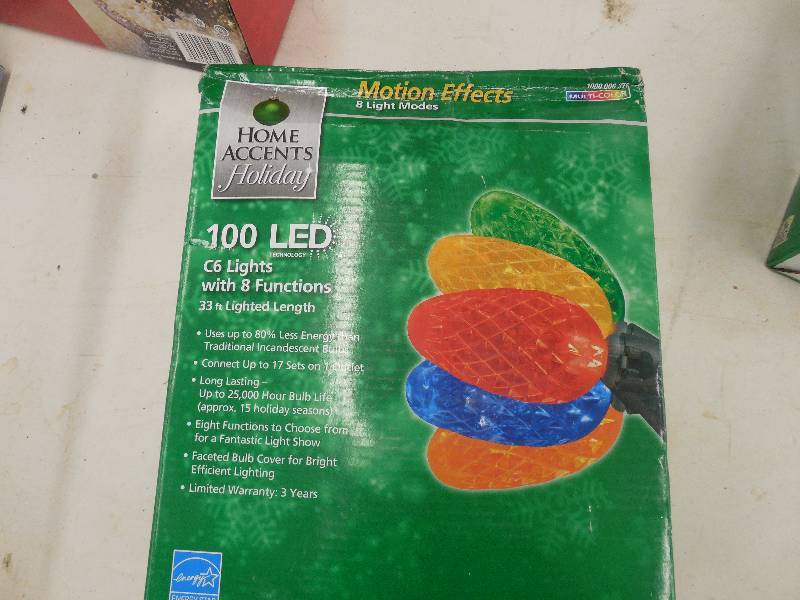 Motion Effects
8 Light Modes
MULTI-COLOR
HOME
ACCENTS
Holiday
100 LED
TECHNOLOGY
C6 Lights
with 8 Functions
33 ft Lighted Length
• Uses up to 80% Less Energy than
Traditional Incandescent Bulbs
• Connect Up to 17 Sets on 1 Outlet
• Long Lasting –
Up to 25,000 Hour Bulb Life
(approx. 15 holiday seasons)
• Eight Functions to Choose from
for a Fantastic Light Show
• Faceted Bulb Cover for Bright
Efficient Lighting
• Limited Warranty: 3 Years
energy
ENERGY STAR